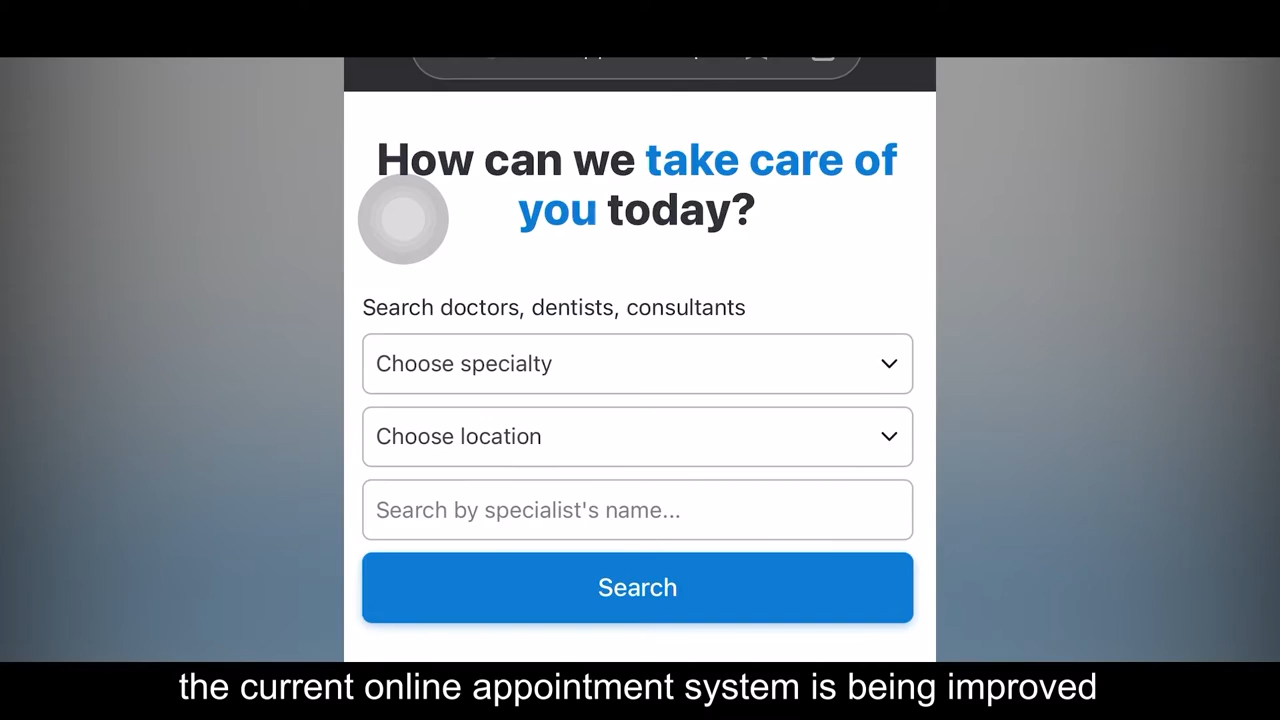 How can we take care of
you today?
Search doctors, dentists, consultants
Choose specialty
Choose location
Search by specialist's name...
Search
the current online appointment system is being improved